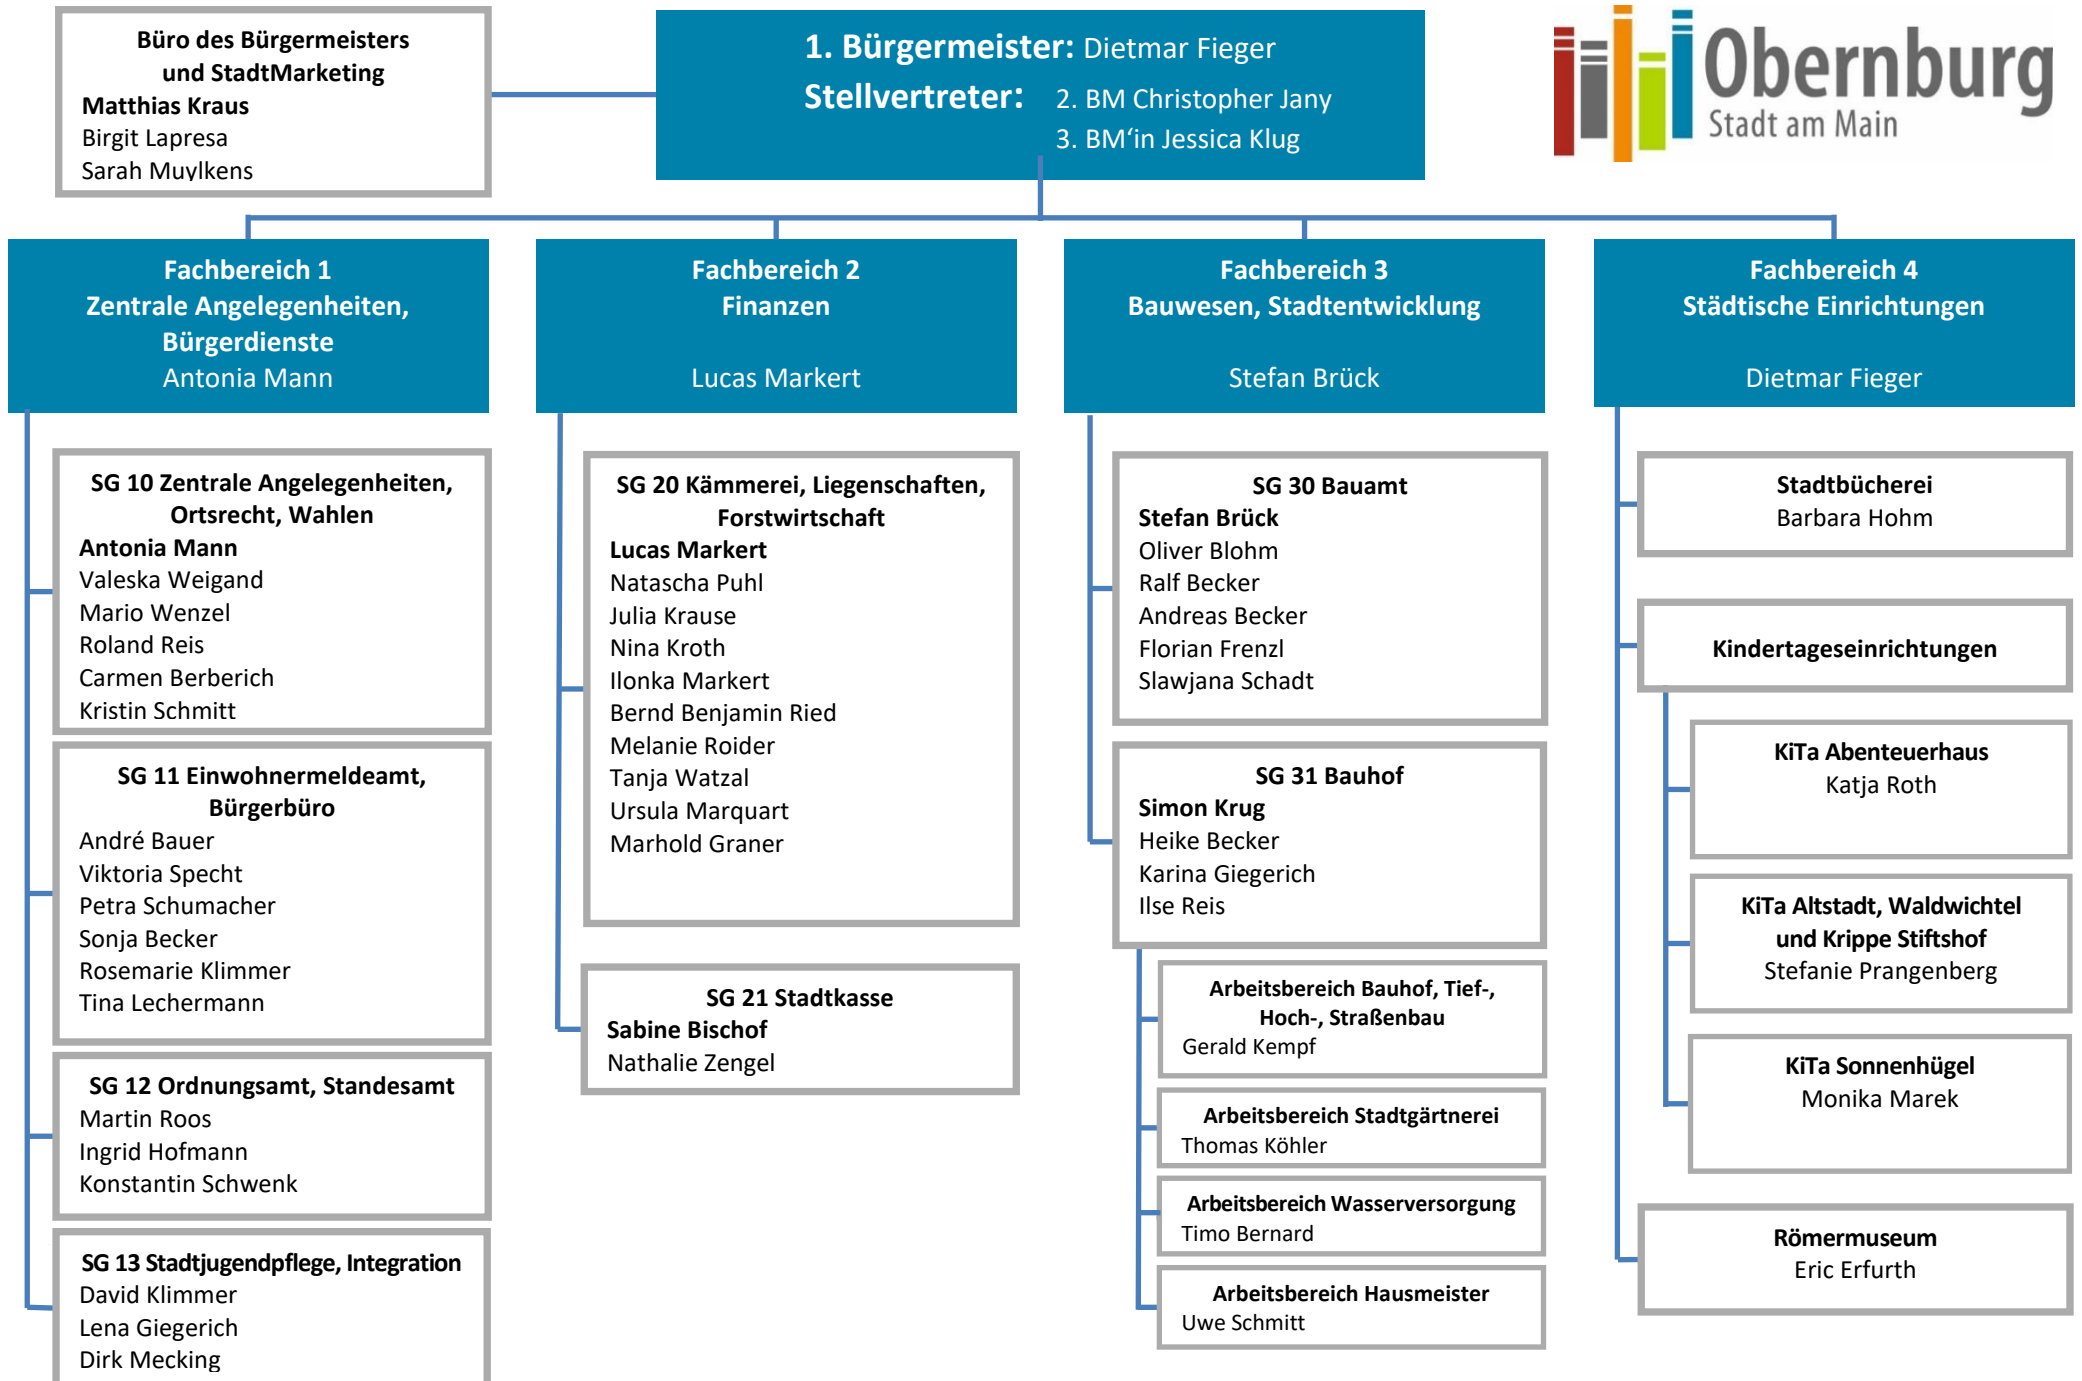 Büro des Bürgermeisters
und StadtMarketing
Matthias Kraus
Birgit Lapresa
Sarah Muylkens
1. Bürgermeister: Dietmar Fieger
Stellvertreter: 2. BM Christopher Jany
3. BM‘in Jessica Klug
Obernburg
Stadt am Main
Fachbereich 1
Zentrale Angelegenheiten,
Bürgerdienste
Antonia Mann
SG 10 Zentrale Angelegenheiten,
Ortsrecht, Wahlen
Antonia Mann
Valeska Weigand
Mario Wenzel
Roland Reis
Carmen Berberich
Kristin Schmitt
SG 11 Einwohnermeldeamt,
Bürgerbüro
André Bauer
Viktoria Specht
Petra Schumacher
Sonja Becker
Rosemarie Klimmer
Tina Lechermann
SG 12 Ordnungsamt, Standesamt
Martin Roos
Ingrid Hofmann
Konstantin Schwenk
SG 13 Stadtjugendpflege, Integration
David Klimmer
Lena Giegerich
Dirk Mecking
Fachbereich 2
Finanzen
Lucas Markert
SG 20 Kämmerei, Liegenschaften,
Forstwirtschaft
Lucas Markert
Natascha Puhl
Julia Krause
Nina Kroth
Ilonka Markert
Bernd Benjamin Ried
Melanie Roider
Tanja Watzal
Ursula Marquart
Marhold Graner
SG 21 Stadtkasse
Sabine Bischof
Nathalie Zengel
Fachbereich 3
Bauwesen, Stadtentwicklung
Stefan Brück
SG 30 Bauamt
Stefan Brück
Oliver Blohm
Ralf Becker
Andreas Becker
Florian Frenzl
Slawjana Schadt
SG 31 Bauhof
Simon Krug
Heike Becker
Karina Giegerich
Ilse Reis
Arbeitsbereich Bauhof, Tief-,
Hoch-, Straßenbau
Gerald Kempf
Arbeitsbereich Stadtgärtnerei
Thomas Köhler
Arbeitsbereich Wasserversorgung
Timo Bernard
Arbeitsbereich Hausmeister
Uwe Schmitt
Fachbereich 4
Städtische Einrichtungen
Dietmar Fieger
Stadtbücherei
Barbara Hohm
Kindertageseinrichtungen
KiTa Abenteuerhaus
Katja Roth
KiTa Altstadt, Waldwichtel
und Krippe Stiftshof
Stefanie Prangenberg
KiTa Sonnenhügel
Monika Marek
Römermuseum
Eric Erfurth